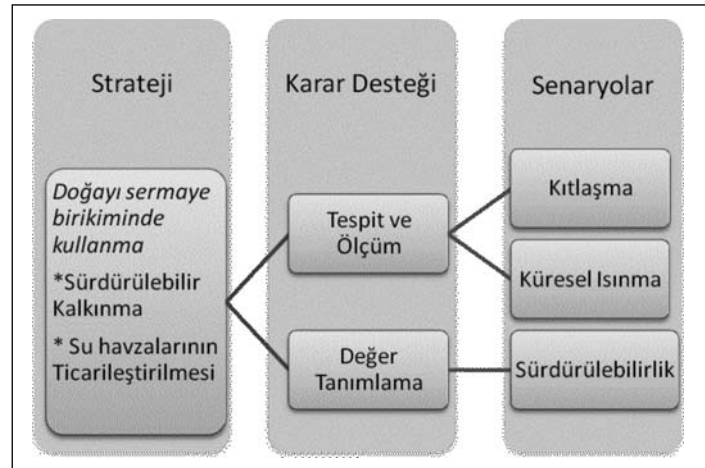 Strateji
Doğayı sermaye
birikiminde
kullanma
*Sürdürülebilir
Kalkınma
* Su havzalarının
Ticarileştirilmesi
Karar Desteği
Tespit ve
Ölçüm
Değer
Tanımlama
Senaryolar
Kıtlaşma
Küresel Isınma
Sürdürülebilirlik